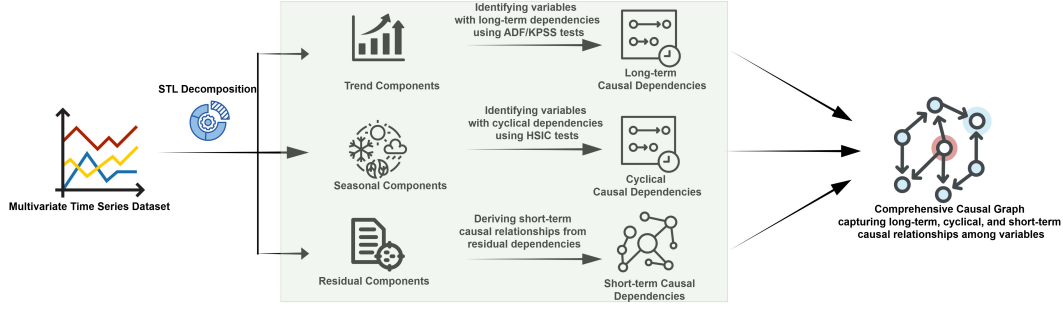 Multivariate Time Series Dataset
STL Decomposition
Trend Components
Identifying variables
with long-term dependencies
using ADF/KPSS tests
Long-term
Causal Dependencies
Seasonal Components
Identifying variables
with cyclical dependencies
using HSIC tests
Cyclical
Causal Dependencies
Residual Components
Deriving short-term
causal relationships from
residual dependencies
Short-term Causal
Dependencies
Comprehensive Causal Graph
capturing long-term, cyclical, and short-term
causal relationships among variables